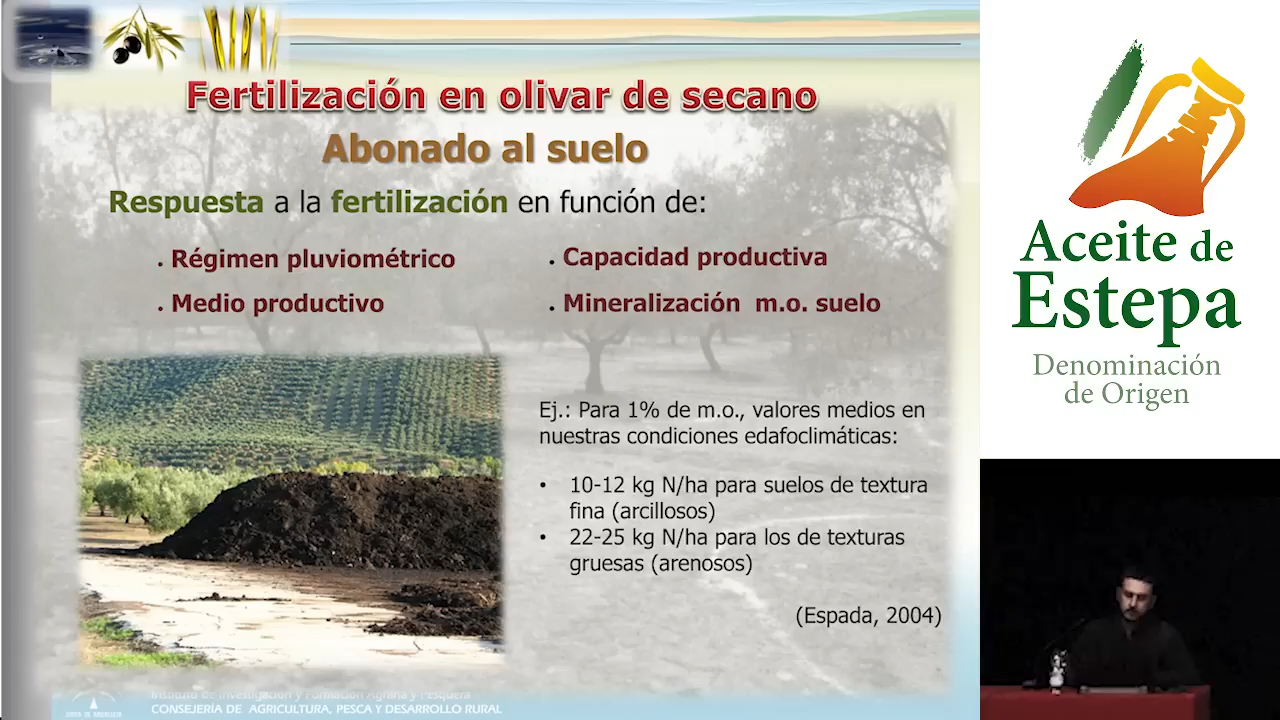 Fertilización en olivar de secano
Abonado al suelo
Respuesta a la fertilización en función de:
. Régimen pluviométrico
. Medio productivo
. Capacidad productiva
. Mineralización m.o. suelo
Ej.: Para 1% de m.o., valores medios en
nuestras condiciones edafoclimáticas:
• 10-12 kg N/ha para suelos de textura
fina (arcillosos)
• 22-25 kg N/ha para los de texturas
gruesas (arenosos)
(Espada, 2004)
Instituto de Investigación y Formación Agraria y Pesquera
CONSEJERÍA DE AGRICULTURA, PESCA Y DESARROLLO RURAL
JUNTA DE ANDALUCIA
Aceite de
Estepa
Denominación
de Origen